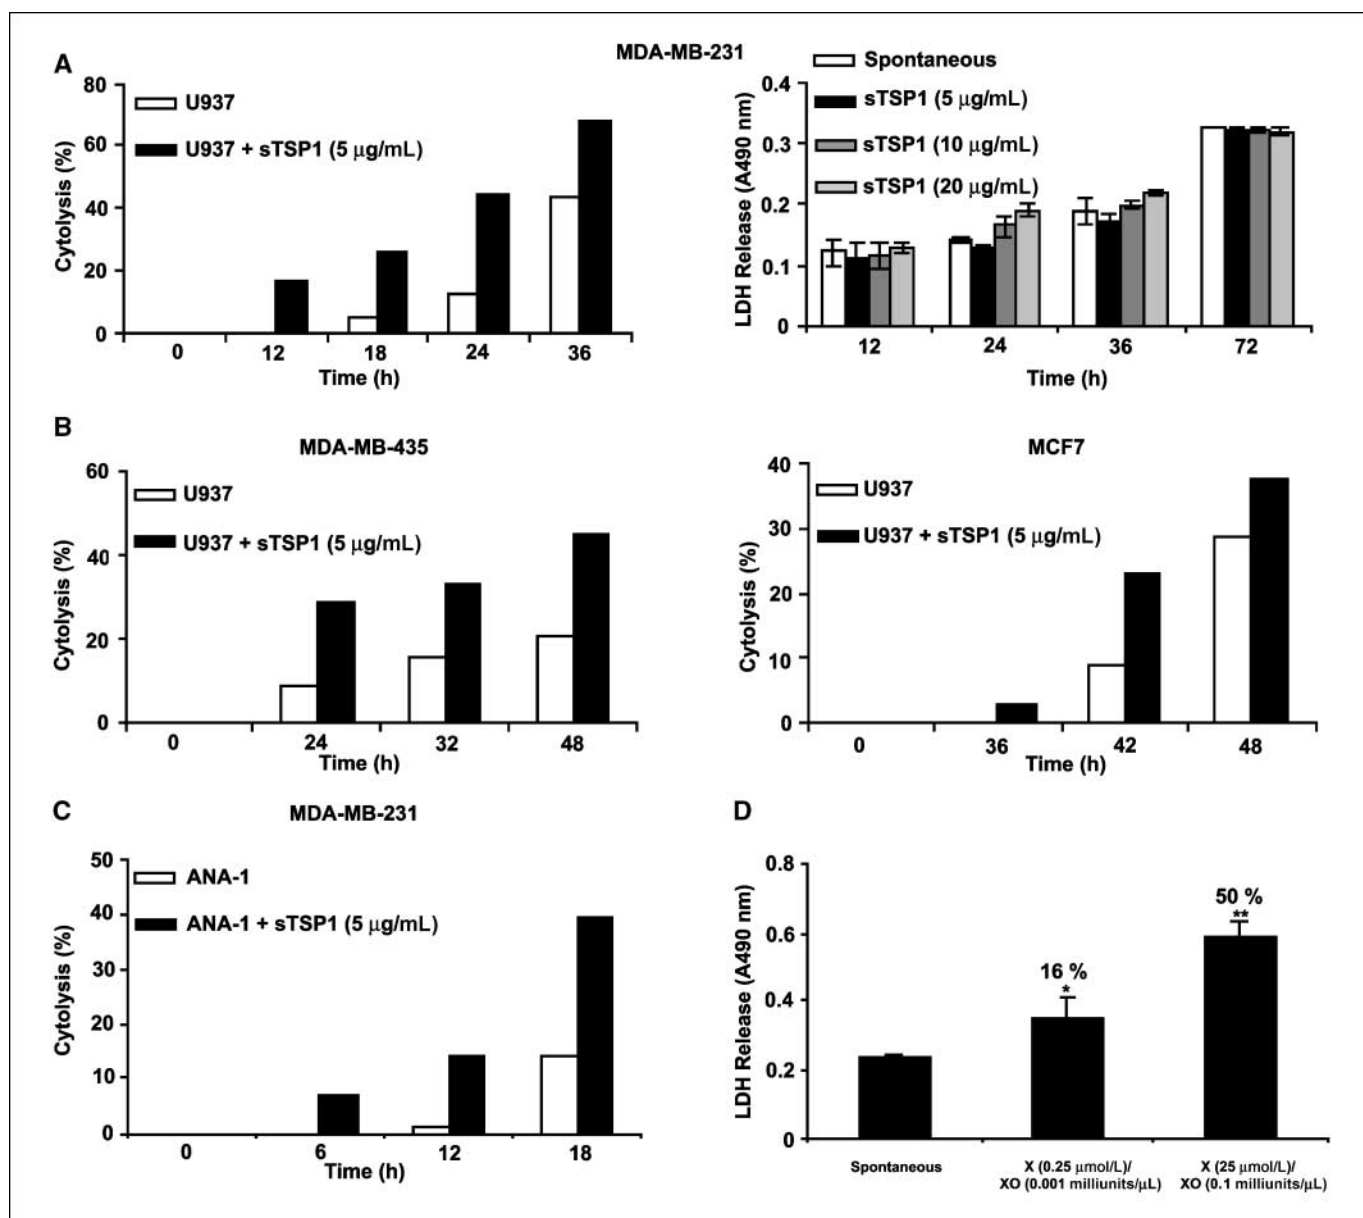 A
MDA-MB-231
U937
U937 + sTSP1 (5 μg/mL)
Cytolysis (%)
80
60
40
20
0
0 12 18 24 36
Time (h)
Spontaneous
sTSP1 (5 μg/mL)
sTSP1 (10 μg/mL)
sTSP1 (20 μg/mL)
LDH Release (A490 nm)
0.4
0.3
0.2
0.1
0
12 24 36 72
Time (h)
B
MDA-MB-435
U937
U937 + sTSP1 (5 μg/mL)
Cytolysis (%)
60
40
20
0
0 24 32 48
Time (h)
MCF7
U937
U937 + sTSP1 (5 μg/mL)
Cytolysis (%)
40
30
20
10
0
0 36 42 48
Time (h)
C
MDA-MB-231
ANA-1
ANA-1 + sTSP1 (5 μg/mL)
Cytolysis (%)
50
40
30
20
10
0
0 6 12 18
Time (h)
D
LDH Release (A490 nm)
0.8
0.6
0.4
0.2
0
16 %
*
50 %
**
Spontaneous
X (0.25 μmol/L)/
XO (0.001 milliunits/μL)
X (25 μmol/L)/
XO (0.1 milliunits/μL)